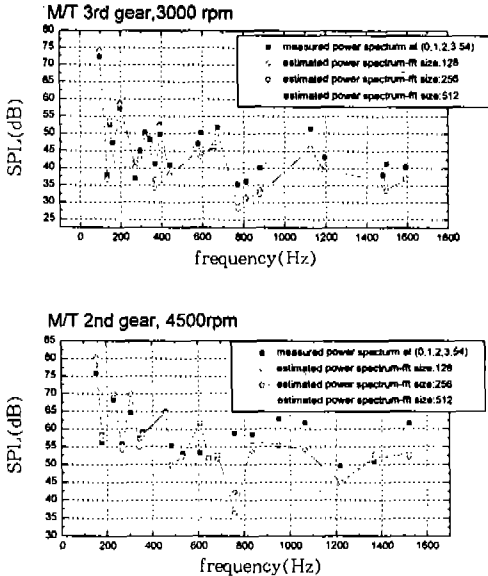 M/T 3rd gear,3000 rpm
measured power spectrum at (0,1,2,3.54)
estimated power spectrum-fft size:128
estimated power spectrum-fft size:256
estimated power spectrum-fft size:512
80
75
70
65
60
55
50
45
40
35
30
25
SPL(dB)
0 200 400 600 800 1000 1200 1400 1600 1800
frequency(Hz)
M/T 2nd gear, 4500rpm
measured power specturm at (0,1,2,3.54)
estimated power spectrum-fft size:128
estimated power spectrum-fft size:256
estimated power spectrum-fft size:512
85
80
75
70
65
60
55
50
45
40
35
30
SPL(dB)
0 200 400 600 800 1000 1200 1400 1600
frequency(Hz)